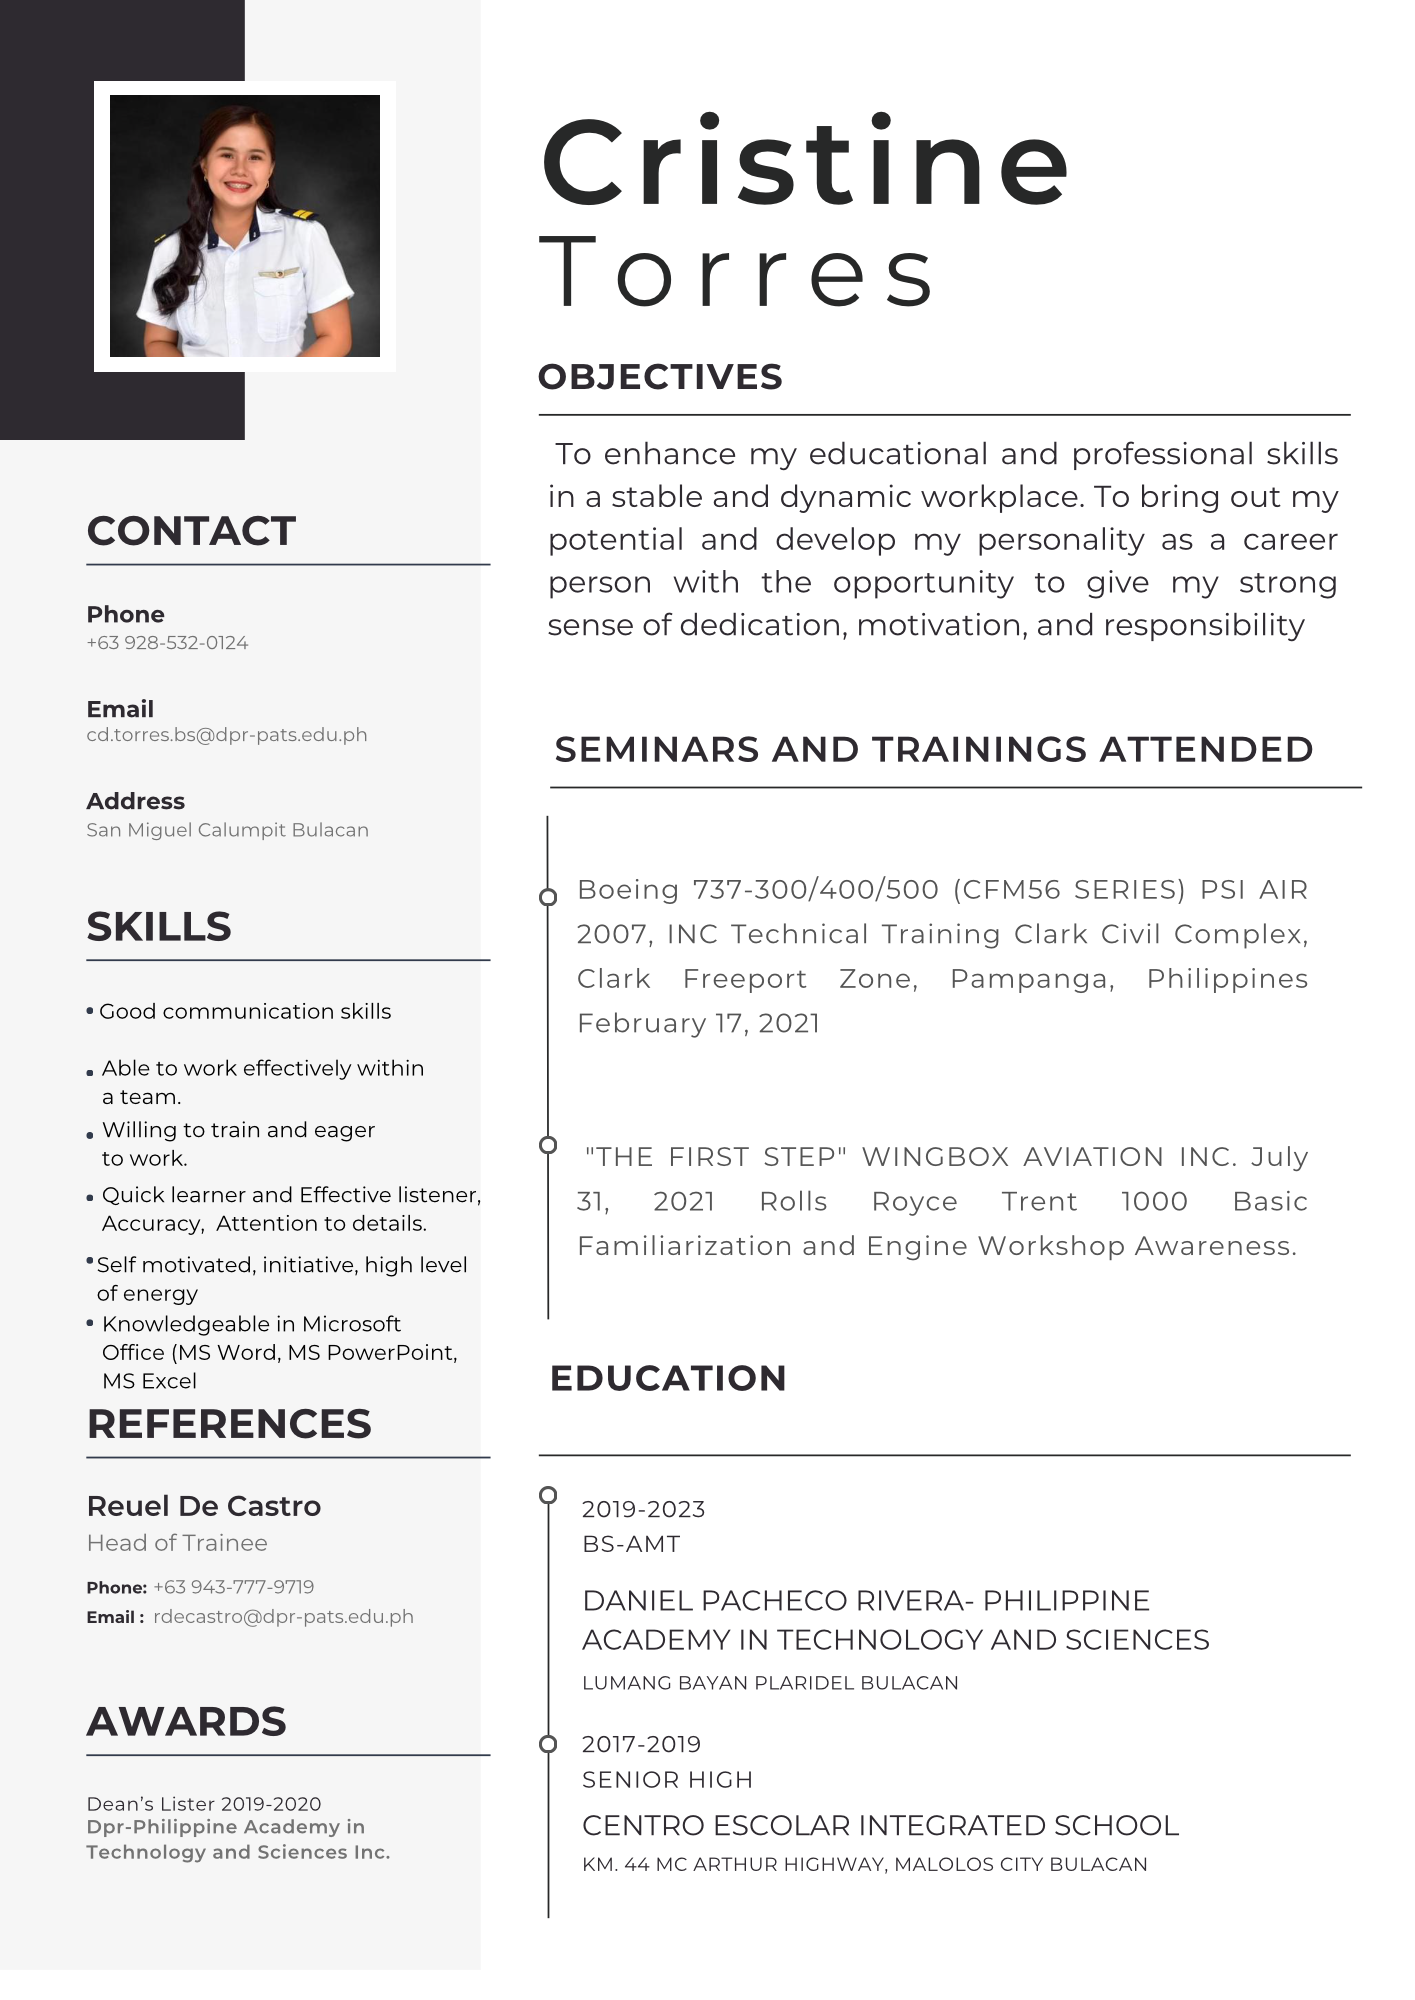 Cristine
Torres
OBJECTIVES
To enhance my educational and professional skills
in a stable and dynamic workplace. To bring out my
potential and develop my personality as a career
person with the opportunity to give my strong
sense of dedication, motivation, and responsibility
CONTACT
Phone
+63 928-532-0124
Email
cd.torres.bs@dpr-pats.edu.ph
Address
San Miguel Calumpit Bulacan
SKILLS
• Good communication skills
• Able to work effectively within
a team.
• Willing to train and eager
to work.
• Quick learner and Effective listener,
Accuracy,  Attention to details.
• Self motivated, initiative, high level
of energy
• Knowledgeable in Microsoft
Office (MS Word, MS PowerPoint,
MS Excel
REFERENCES
Reuel De Castro
Head of Trainee
Phone: +63 943-777-9719
Email : rdecastro@dpr-pats.edu.ph
AWARDS
Dean’s Lister 2019-2020
Dpr-Philippine Academy in
Technology and Sciences Inc.
SEMINARS AND TRAININGS ATTENDED
Boeing 737-300/400/500 (CFM56 SERIES) PSI AIR
2007, INC Technical Training Clark Civil Complex,
Clark Freeport Zone, Pampanga, Philippines
February 17, 2021
"THE FIRST STEP" WINGBOX AVIATION INC. July
31, 2021 Rolls Royce Trent 1000 Basic
Familiarization and Engine Workshop Awareness.
EDUCATION
2019-2023
BS-AMT
DANIEL PACHECO RIVERA- PHILIPPINE
ACADEMY IN TECHNOLOGY AND SCIENCES
LUMANG BAYAN PLARIDEL BULACAN
2017-2019
SENIOR HIGH
CENTRO ESCOLAR INTEGRATED SCHOOL
KM. 44 MC ARTHUR HIGHWAY, MALOLOS CITY BULACAN